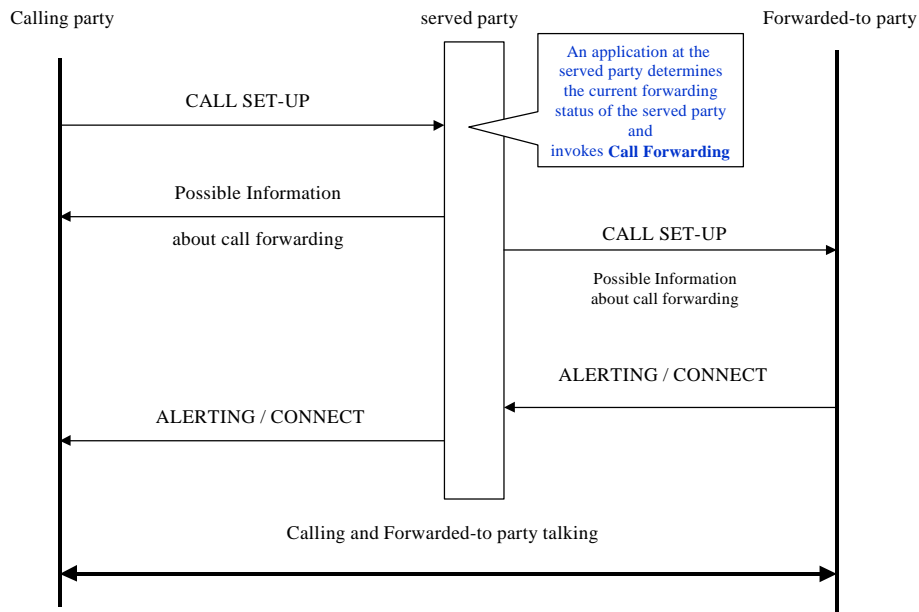 Calling party
served party
Forwarded-to party
An application at the
served party determines
the current forwarding
status of the served party
and
invokes Call Forwarding
CALL SET-UP
Possible Information
about call forwarding
CALL SET-UP
Possible Information
about call forwarding
ALERTING / CONNECT
ALERTING / CONNECT
Calling and Forwarded-to party talking